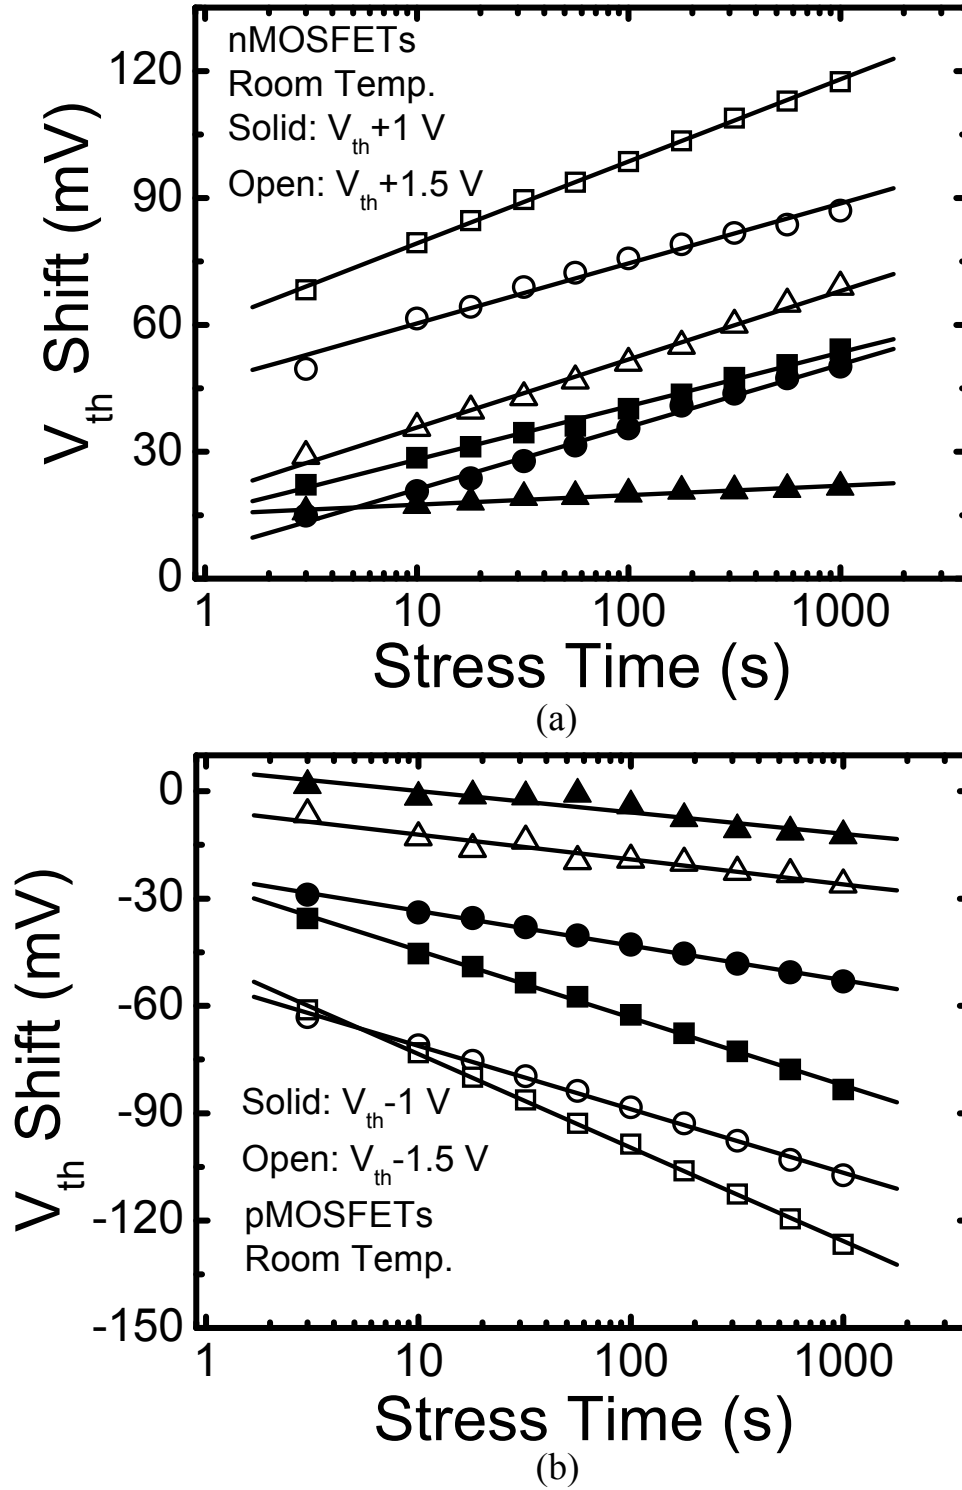 nMOSFETs
Room Temp.
Solid: Vth+1 V
Open: Vth+1.5 V
120
90
60
30
0
Vth Shift (mV)
1 10 100 1000
Stress Time (s)
(a)
0
-30
-60
-90
-120
-150
Vth Shift (mV)
Solid: Vth-1 V
Open: Vth-1.5 V
pMOSFETs
Room Temp.
1 10 100 1000
Stress Time (s)
(b)